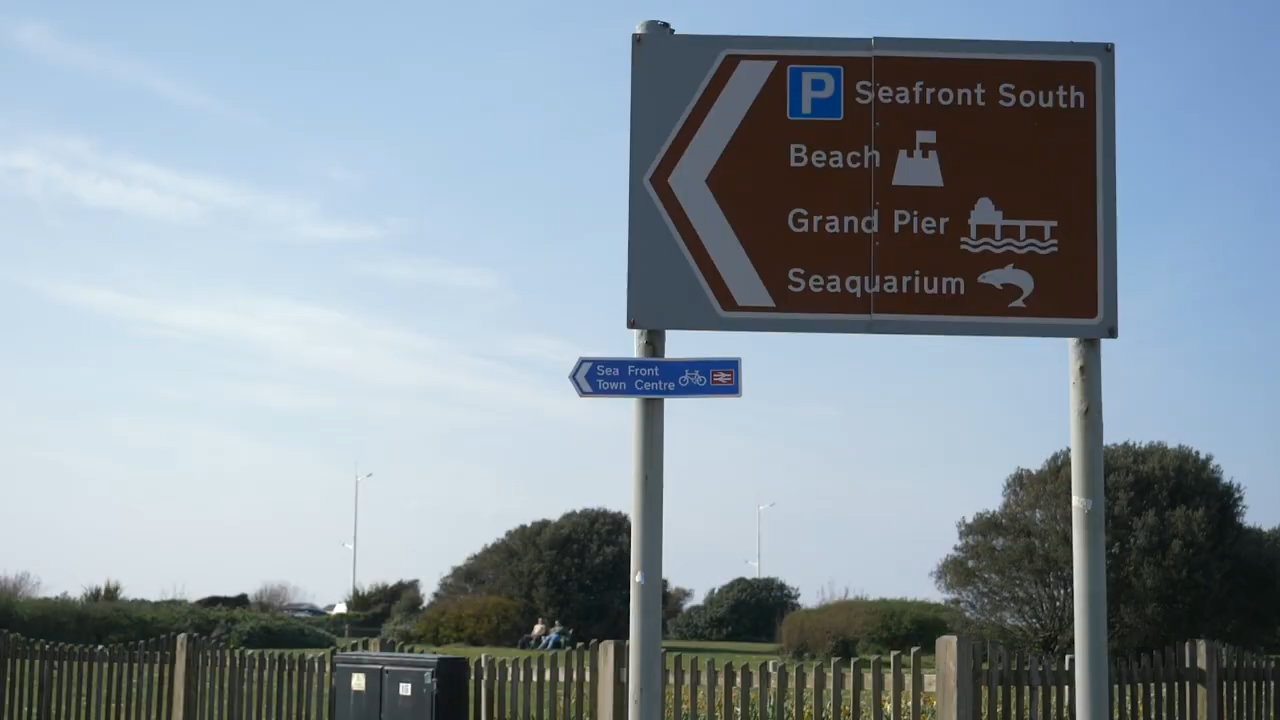 P Seafront South
Beach
Grand Pier
Seaquarium
Sea Front
Town Centre